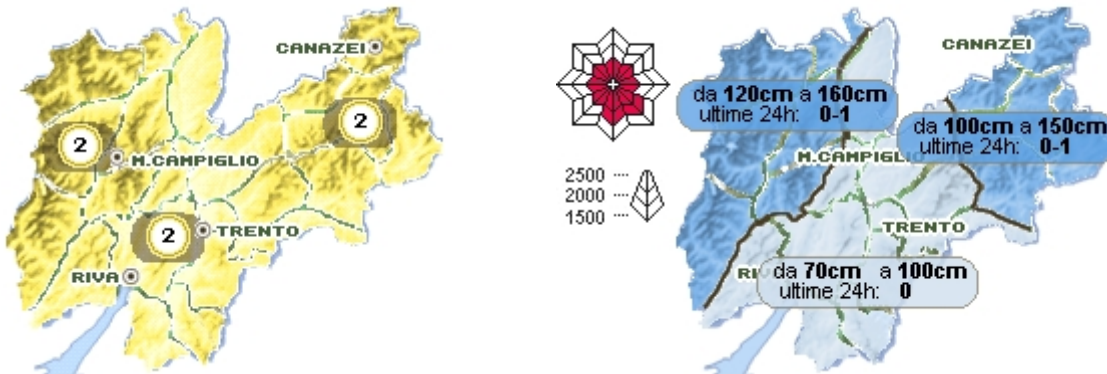 CANAZEI
2
2
M.CAMPIGLIO
2
TRENTO
RIVA
2500
2000
1500
CANAZEI
da 120cm a 160cm
ultime 24h: 0-1
da 100cm a 150cm
ultime 24h: 0-1
M.CAMPIGLIO
TRENTO
da 70cm a 100cm
ultime 24h: 0